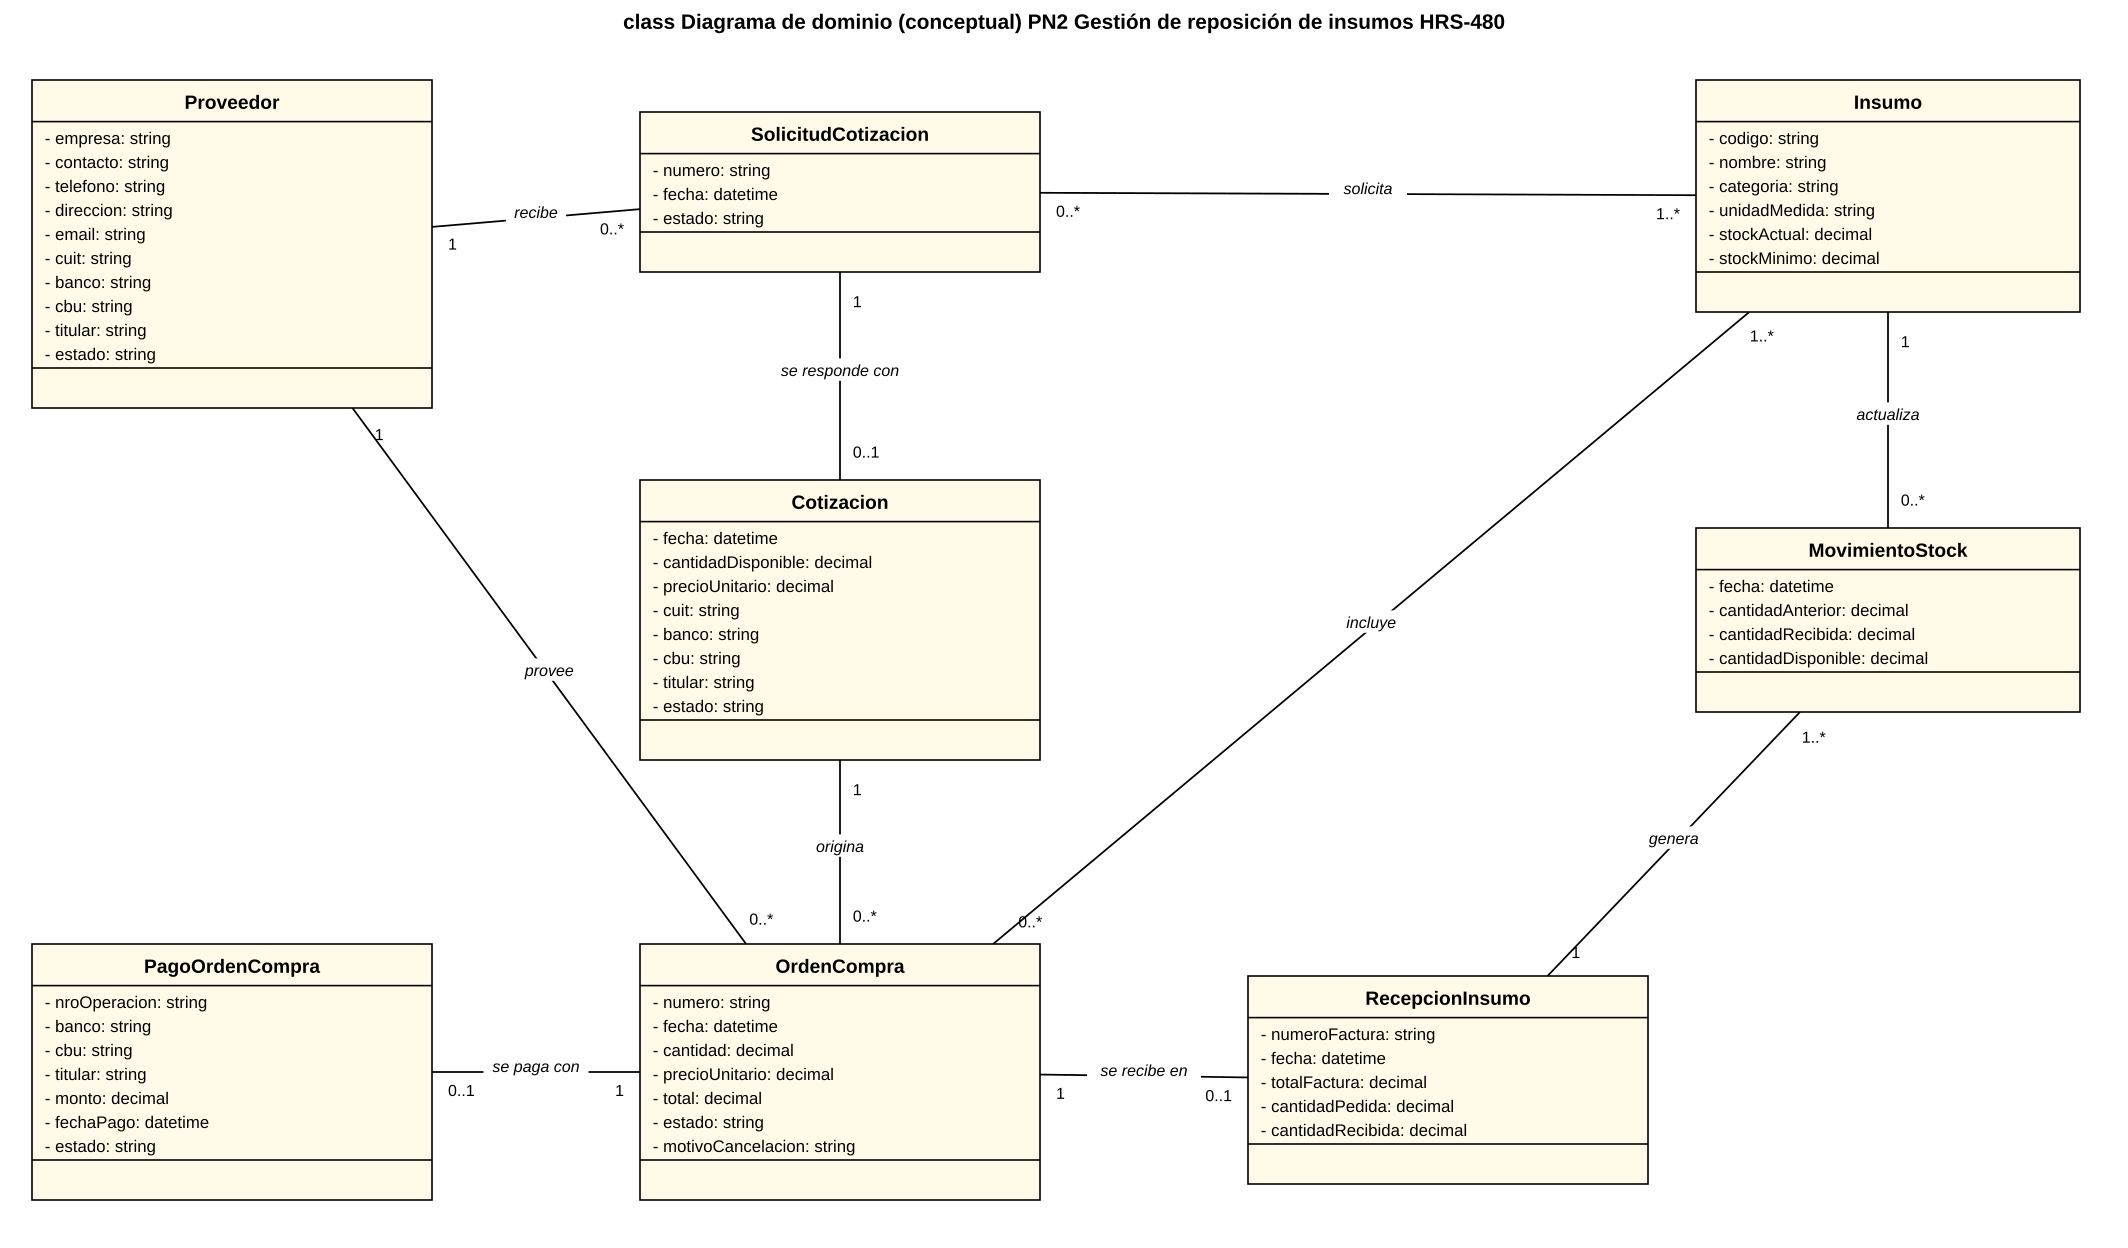 class Diagrama de dominio (conceptual) PN2 Gestión de reposición de insumos HRS-480
Proveedor
- empresa: string
- contacto: string
- telefono: string
- direccion: string
- email: string
- cuit: string
- banco: string
- cbu: string
- titular: string
- estado: string
recibe
1
0..*
SolicitudCotizacion
- numero: string
- fecha: datetime
- estado: string
solicita
0..*
1..*
Insumo
- codigo: string
- nombre: string
- categoria: string
- unidadMedida: string
- stockActual: decimal
- stockMinimo: decimal
1
se responde con
0..1
1..*
1
actualiza
0..*
1
provee
0..*
Cotizacion
- fecha: datetime
- cantidadDisponible: decimal
- precioUnitario: decimal
- cuit: string
- banco: string
- cbu: string
- titular: string
- estado: string
incluye
0..*
MovimientoStock
- fecha: datetime
- cantidadAnterior: decimal
- cantidadRecibida: decimal
- cantidadDisponible: decimal
1
origina
0..*
1..*
genera
1
PagoOrdenCompra
- nroOperacion: string
- banco: string
- cbu: string
- titular: string
- monto: decimal
- fechaPago: datetime
- estado: string
se paga con
0..1
1
OrdenCompra
- numero: string
- fecha: datetime
- cantidad: decimal
- precioUnitario: decimal
- total: decimal
- estado: string
- motivoCancelacion: string
se recibe en
1
0..1
RecepcionInsumo
- numeroFactura: string
- fecha: datetime
- totalFactura: decimal
- cantidadPedida: decimal
- cantidadRecibida: decimal